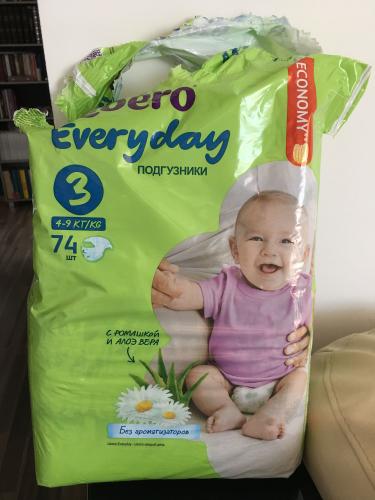 Everyday
ПОДГУЗНИКИ
ECONOMY
3
4-9 КГ/KG
74
ШТ
С РОМАШКОЙ
И АЛОЭ ВЕРА
Без ароматизаторов